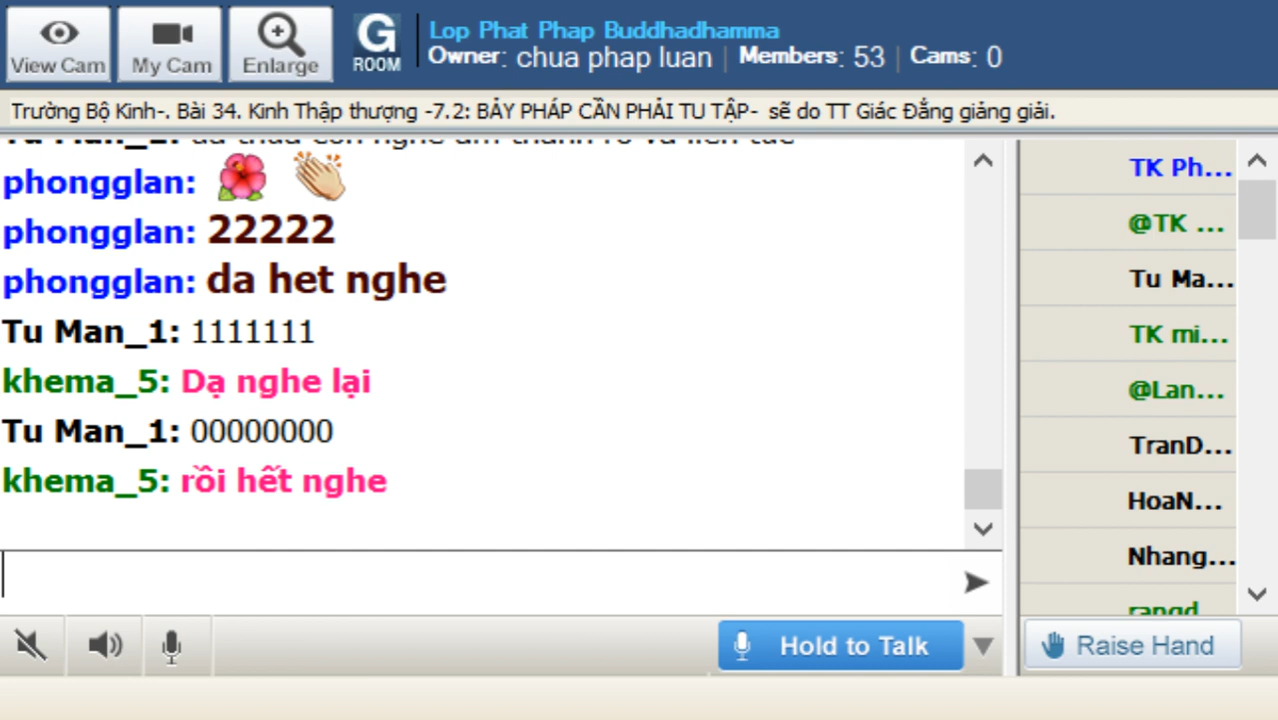 View Cam
My Cam
Enlarge
G
ROOM
Lop Phat Phap Buddhadhamma
Owner: chua phap luan | Members: 53 | Cams: 0
Trường Bộ Kinh-. Bài 34. Kinh Thập thượng -7.2: BẢY PHÁP CẦN PHẢI TU TẬP- sẽ do TT Giác Đẳng giảng giải.
phongglan:
phongglan: 22222
phongglan: da het nghe
Tu Man_1: 1111111
khema_5: Dạ nghe lại
Tu Man_1: 00000000
khema_5: rồi hết nghe
TK Ph...
@TK ...
Tu Ma...
TK mi...
@Lan...
TranD...
HoaN...
Nhang...
Hold to Talk
Raise Hand